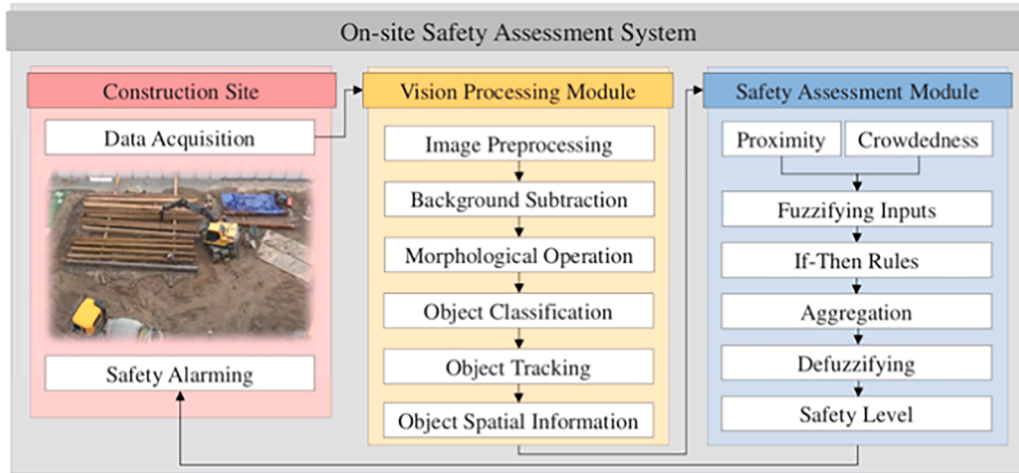 On-site Safety Assessment System
Construction Site
Data Acquisition
Safety Alarming
Vision Processing Module
Image Preprocessing
Background Subtraction
Morphological Operation
Object Classification
Object Tracking
Object Spatial Information
Safety Assessment Module
Proximity
Crowdedness
Fuzzifying Inputs
If-Then Rules
Aggregation
Defuzzifying
Safety Level